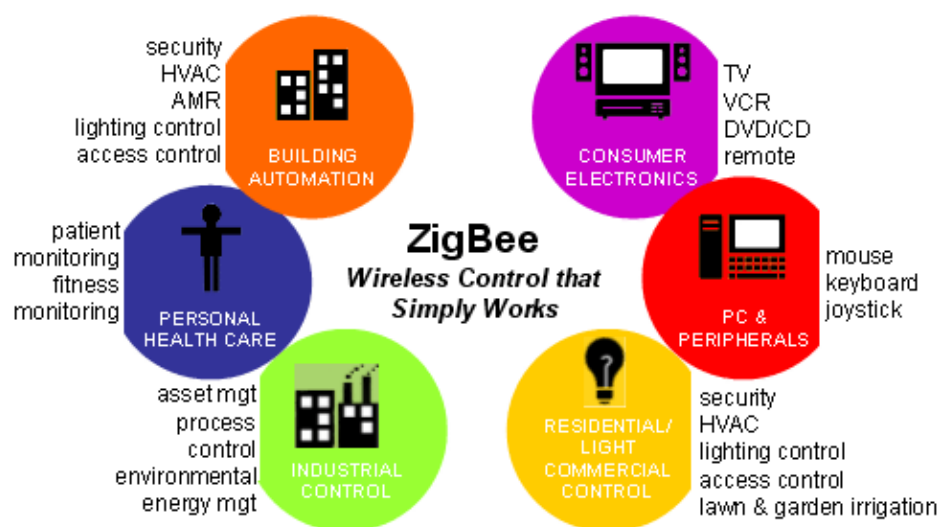 security
HVAC
AMR
lighting control
access control
BUILDING
AUTOMATION
CONSUMER
ELECTRONICS
TV
VCR
DVD/CD
remote
patient
monitoring
fitness
monitoring
PERSONAL
HEALTH CARE
ZigBee
Wireless Control that
Simply Works
PC &
PERIPHERALS
mouse
keyboard
joystick
asset mgt
process
control
environmental
energy mgt
INDUSTRIAL
CONTROL
?
RESIDENTIAL/
LIGHT
COMMERCIAL
CONTROL
security
HVAC
lighting control
access control
lawn & garden irrigation